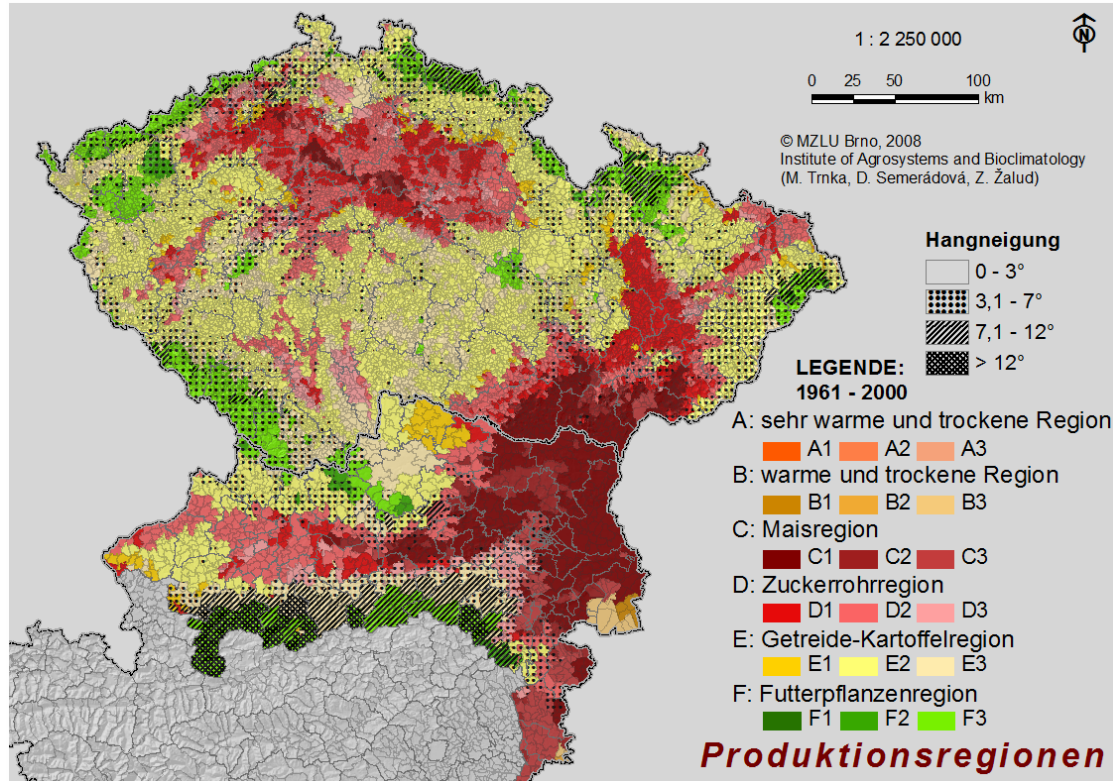 1 : 2 250 000
N
0 25 50 100
km
© MZLU Brno, 2008
Institute of Agrosystems and Bioclimatology
(M. Trnka, D. Semerádová, Z. Žalud)
Hangneigung
0 - 3°
3,1 - 7°
7,1 - 12°
> 12°
LEGENDE:
1961 - 2000
A: sehr warme und trockene Region
A1 A2 A3
B: warme und trockene Region
B1 B2 B3
C: Maisregion
C1 C2 C3
D: Zuckerrohrregion
D1 D2 D3
E: Getreide-Kartoffelregion
E1 E2 E3
F: Futterpflanzenregion
F1 F2 F3
Produktionsregionen